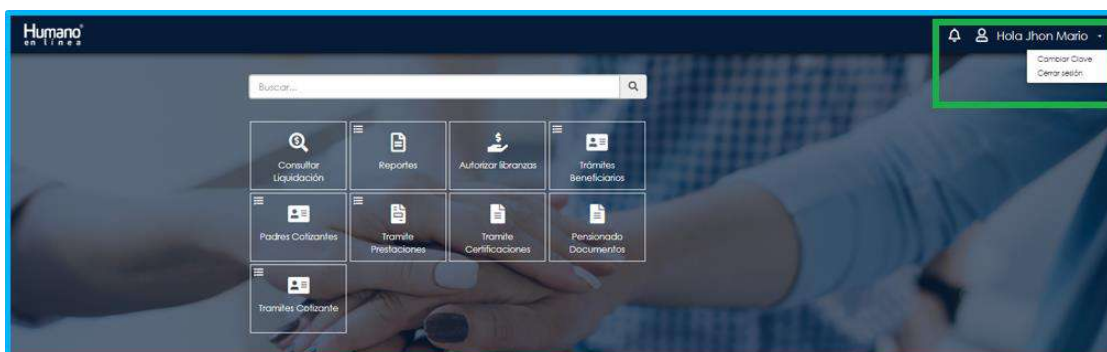 Humano®
en línea
Hola Jhon Mario
Cambiar Clave
Cerrar sesión
Buscar...
Consultar
Liquidación
Reportes
Autorizar libranzas
Trámites
Beneficiarios
Padres Cotizantes
Tramite
Prestaciones
Tramite
Certificaciones
Pensionado
Documentos
Tramites Cotizante